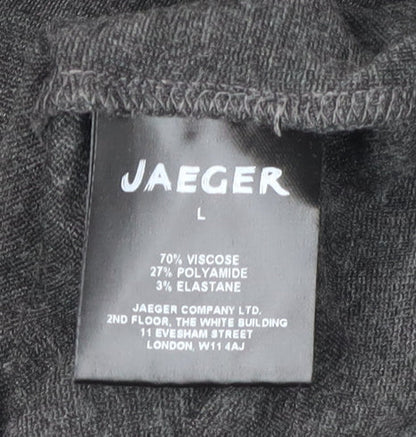 JAEGER
L
70% VISCOSE
27% POLYAMIDE
3% ELASTANE
JAEGER COMPANY LTD.
2ND FLOOR, THE WHITE BUILDING
11 EVESHAM STREET
LONDON, W11 4AJ